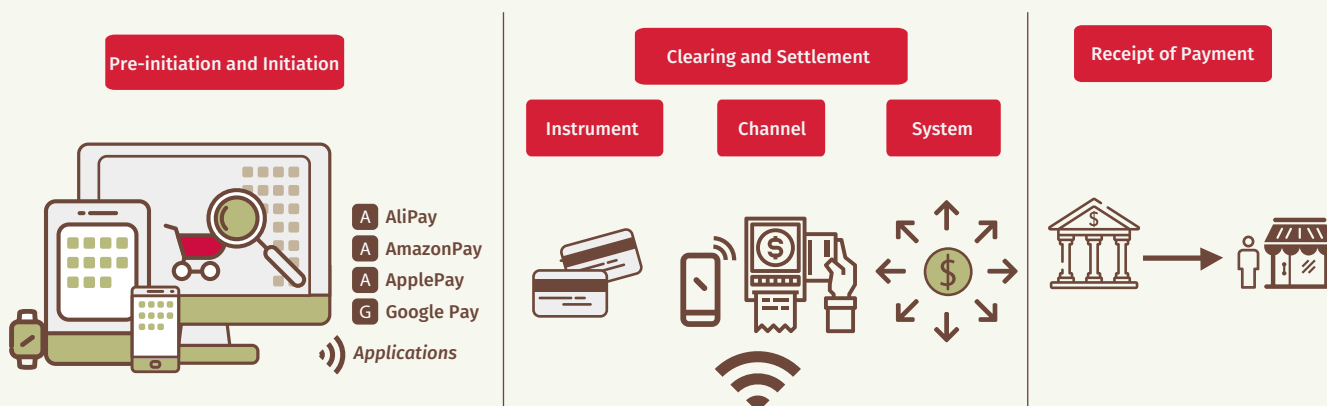 Pre-initiation and Initiation
A AliPay
A AmazonPay
A ApplePay
G Google Pay
Applications
Clearing and Settlement
Instrument
Channel
System
$
$
Receipt of Payment
$